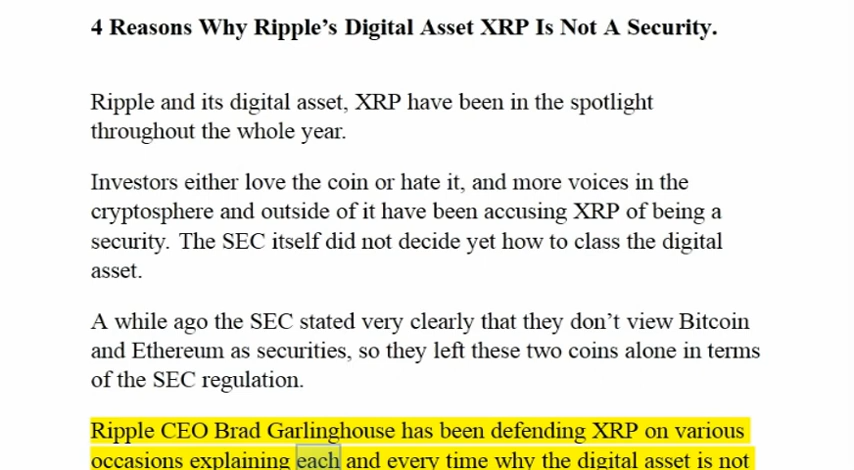 4 Reasons Why Ripple’s Digital Asset XRP Is Not A Security.
Ripple and its digital asset, XRP have been in the spotlight
throughout the whole year.
Investors either love the coin or hate it, and more voices in the
cryptosphere and outside of it have been accusing XRP of being a
security. The SEC itself did not decide yet how to class the digital
asset.
A while ago the SEC stated very clearly that they don’t view Bitcoin
and Ethereum as securities, so they left these two coins alone in terms
of the SEC regulation.
Ripple CEO Brad Garlinghouse has been defending XRP on various
occasions explaining each and every time why the digital asset is not